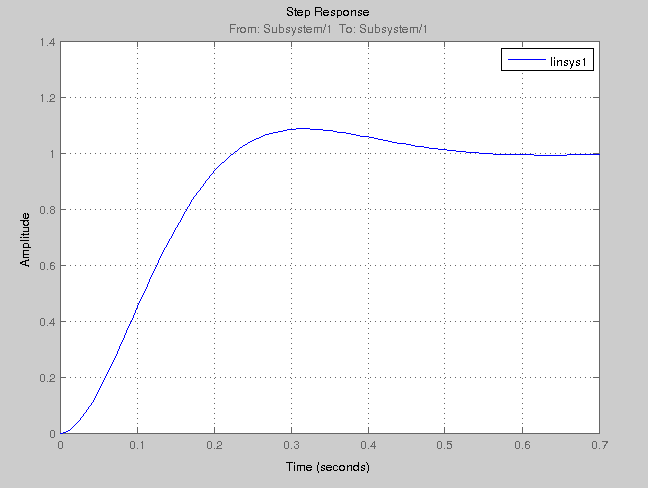 Step Response
From: Subsystem/1 To: Subsystem/1
linsys1
1.4
1.2
1
0.8
0.6
0.4
0.2
0
Amplitude
0 0.1 0.2 0.3 0.4 0.5 0.6 0.7
Time (seconds)